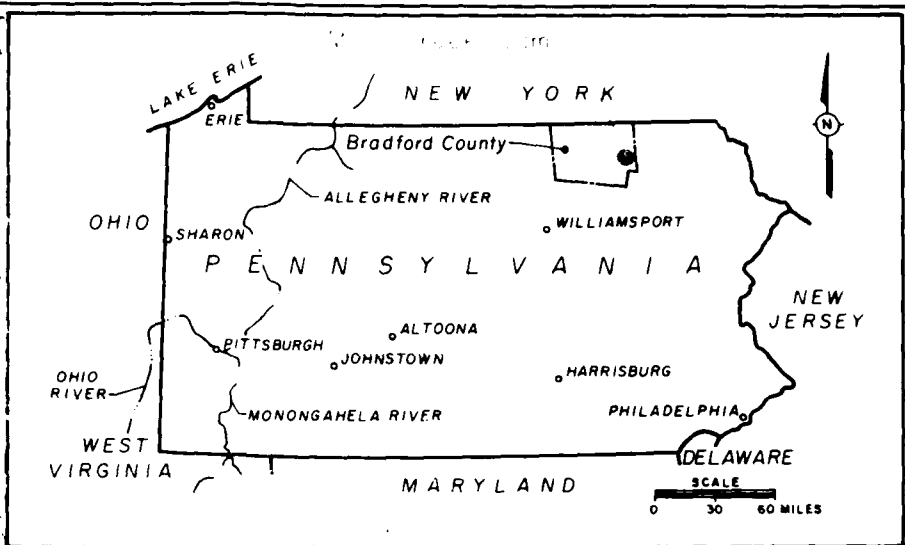 LAKE ERIE
NEW YORK
ERIE
N
Bradford County
ALLEGHENY RIVER
OHIO
SHARON
WILLIAMSPORT
PENNSYLVANIA
NEW JERSEY
ALTOONA
PITTSBURGH
JOHNSTOWN
OHIO RIVER
HARRISBURG
MONONGAHELA RIVER
PHILADELPHIA
WEST VIRGINIA
DELAWARE
MARYLAND
SCALE
0 30 60 MILES